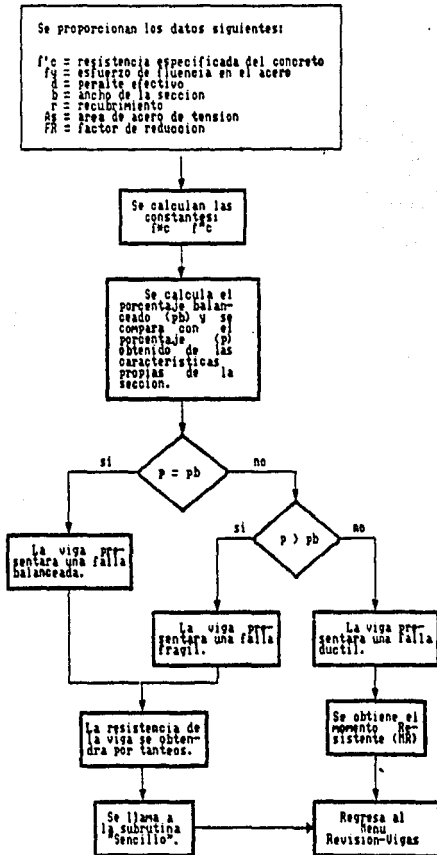 Se proporcionan los datos siguientes:
f'c = resistencia especificada del concreto
fy = esfuerzo de fluencia en el acero
d = peralte efectivo
b = ancho de la seccion
r = recubrimiento
As = area de acero de tension
FR = factor de reduccion
Se calculan las
constantes:
f*c f"c
Se calcula el
porcentaje balan-
ceado (pb) y se
compara con el
porcentaje (p)
obtenido de las
características
propias de la
seccion.
p = pb
si
no
p > pb
si
no
La viga pre-
sentara una falla
balanceada.
La viga pre-
sentara una falla
fragil.
La viga pre-
sentara una falla
ductil.
La resistencia de
la viga se obten-
dra por tanteos.
Se obtiene el
Momento Re-
sistente (MR)
Se llama a
la subrutina
"Sencillo".
Regresa al
Menu
Revision-Vigas